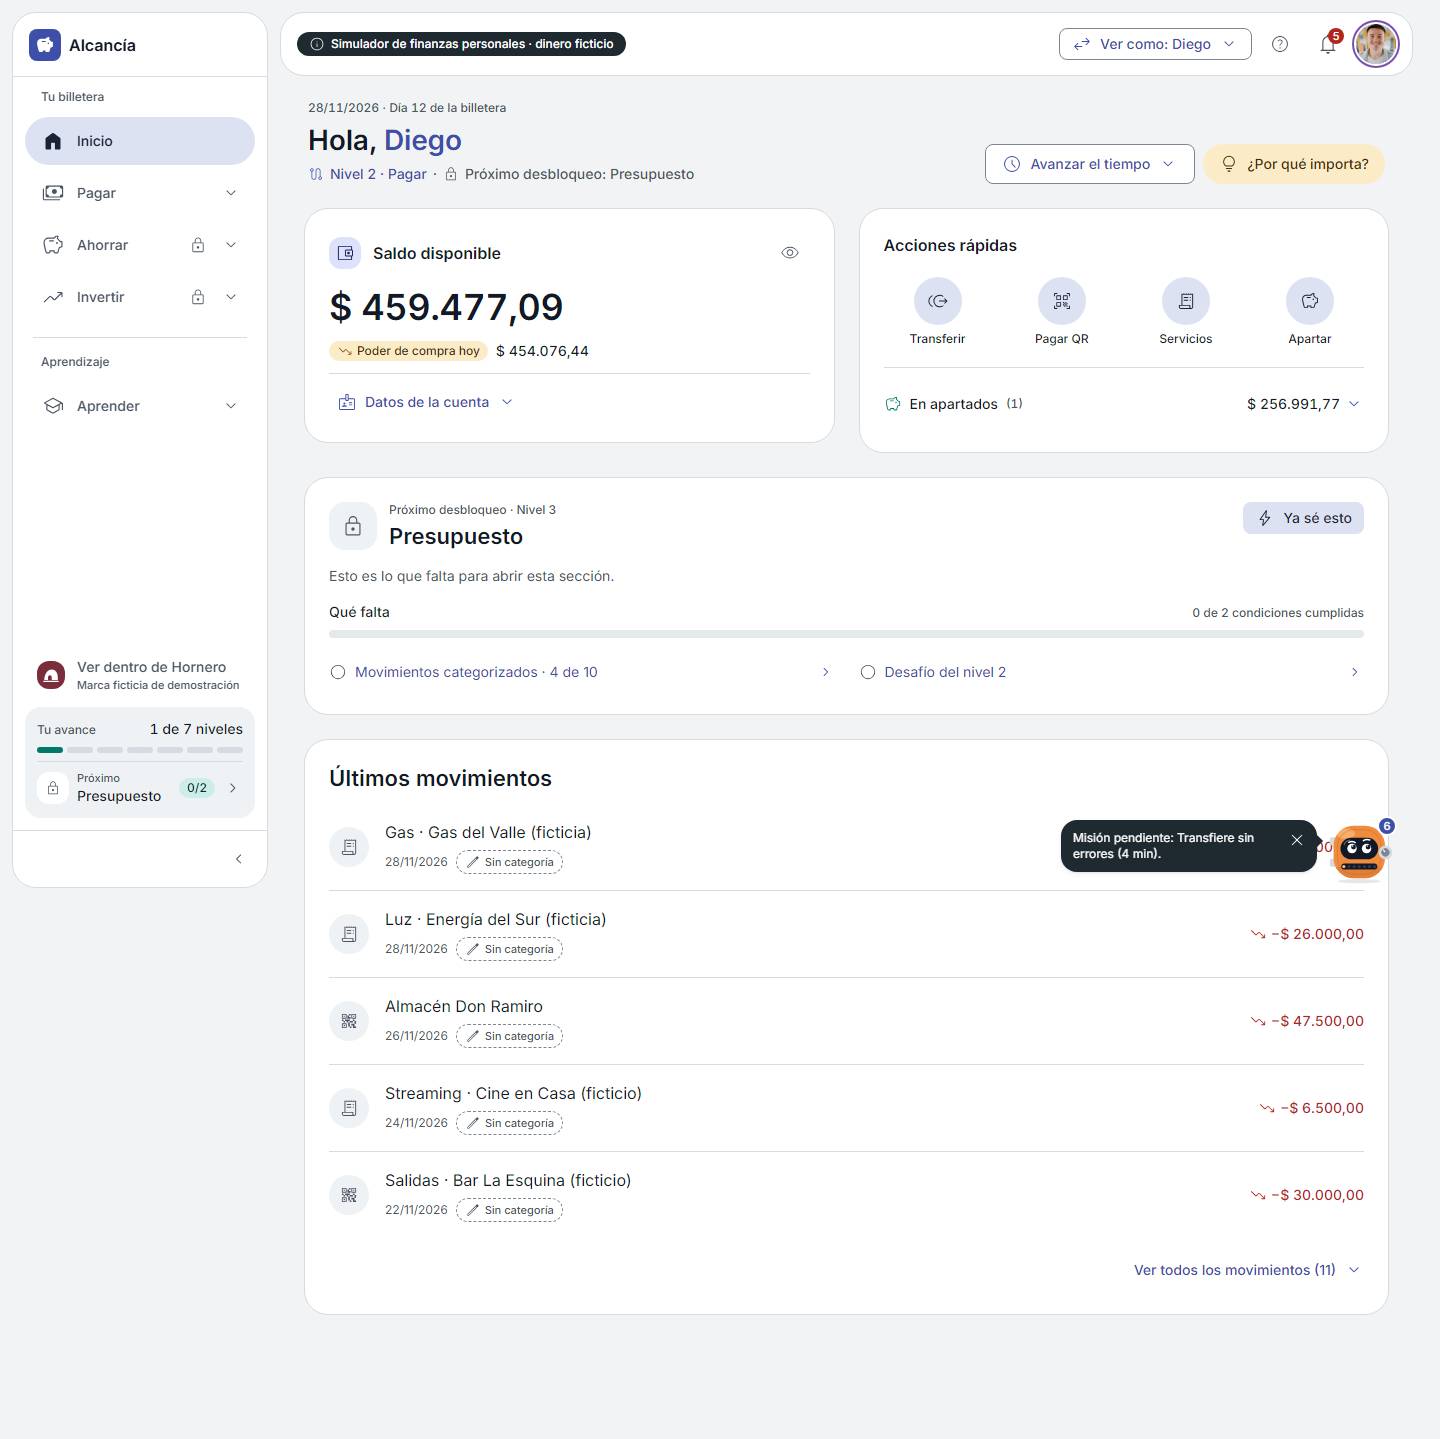 Alcancía
Tu billetera
Inicio
Pagar
Ahorrar
Invertir
Aprendizaje
Aprender
Ver dentro de Hornero
Marca ficticia de demostración
Tu avance
1 de 7 niveles
Próximo
Presupuesto
0/2
Simulador de finanzas personales · dinero ficticio
Ver como: Diego
5
28/11/2026 · Día 12 de la billetera
Hola, Diego
Nivel 2 · Pagar · Próximo desbloqueo: Presupuesto
Avanzar el tiempo
¿Por qué importa?
Saldo disponible
$ 459.477,09
Poder de compra hoy $ 454.076,44
Datos de la cuenta
Acciones rápidas
Transferir
Pagar QR
Servicios
Apartar
En apartados (1)
$ 256.991,77
Próximo desbloqueo · Nivel 3
Presupuesto
Ya sé esto
Esto es lo que falta para abrir esta sección.
Qué falta
0 de 2 condiciones cumplidas
Movimientos categorizados · 4 de 10
Desafío del nivel 2
Últimos movimientos
Gas · Gas del Valle (ficticia)
28/11/2026 Sin categoría
Misión pendiente: Transfiere sin
errores (4 min).
6
Luz · Energía del Sur (ficticia)
28/11/2026 Sin categoría
−$ 26.000,00
Almacén Don Ramiro
26/11/2026 Sin categoría
−$ 47.500,00
Streaming · Cine en Casa (ficticio)
24/11/2026 Sin categoría
−$ 6.500,00
Salidas · Bar La Esquina (ficticio)
22/11/2026 Sin categoría
−$ 30.000,00
Ver todos los movimientos (11)